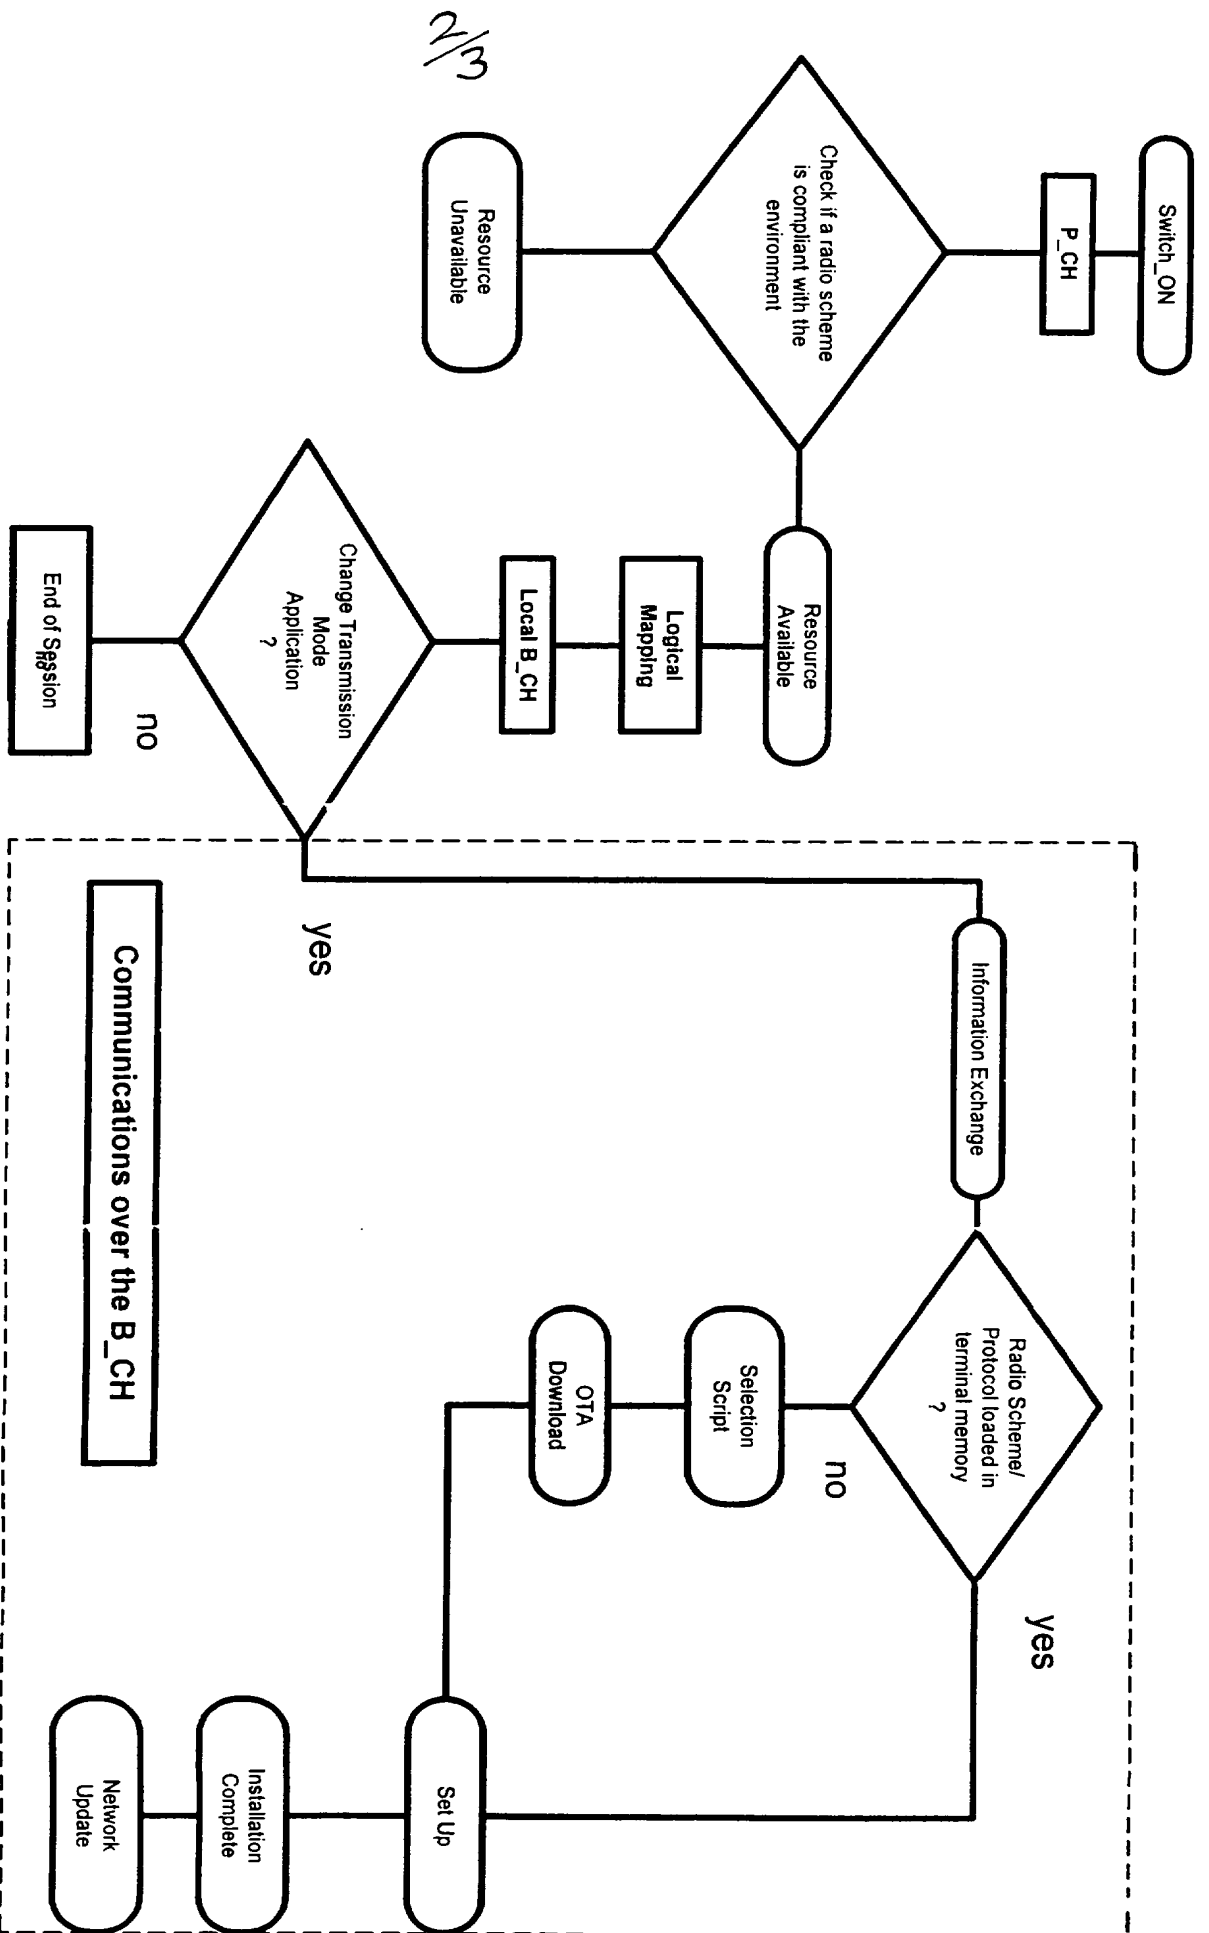 2/3
Switch_ON
P_CH
Check if a radio scheme
is compliant with the
environment
Resource
Unavailable
Resource
Available
Logical
Mapping
Local B_CH
Change Transmission
Mode
Application
?
no
End of Session
no
yes
Information Exchange
Radio Scheme/
Protocol loaded in
terminal memory
?
yes
no
Selection
Script
OTA
Download
Set Up
Installation
Complete
Network
Update
Communications over the B_CH